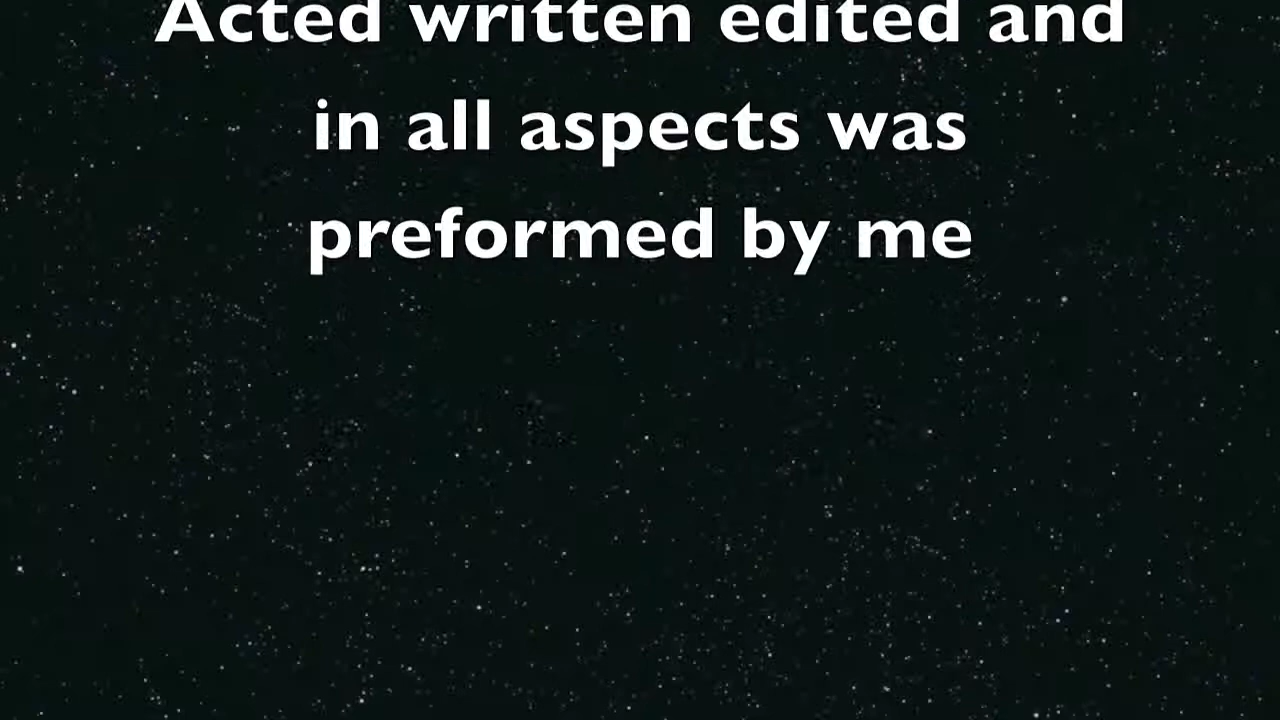 Acted written edited and
in all aspects was
preformed by me